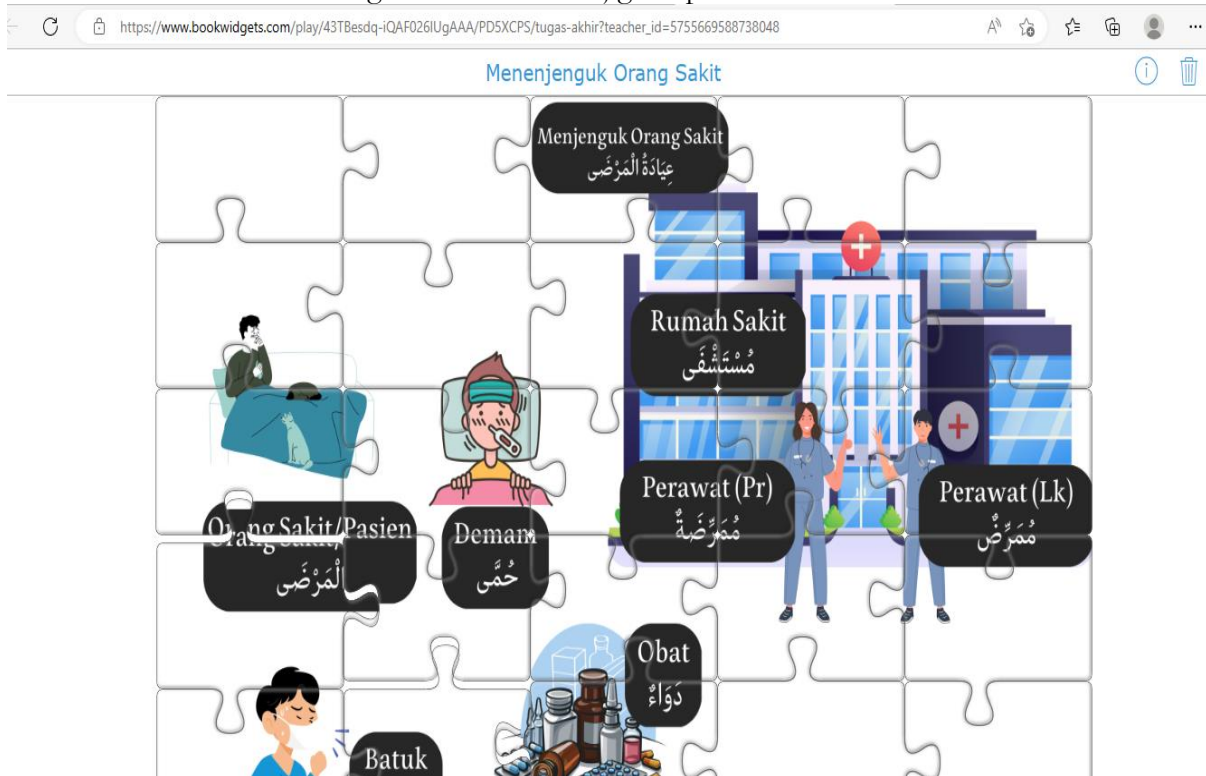 https://www.bookwidgets.com/play/43TBesdq-iQAF026IUgAAA/PD5XCPS/tugas-akhir?teacher_id=5755669588738048
Menenjenguk Orang Sakit
Menjenguk Orang Sakit
عِيَادَةُ الْمَرْضَى
Rumah Sakit
مُسْتَشْفَى
Perawat (Pr)
مُمَرِّضَةٌ
Perawat (Lk)
مُمَرِّضٌ
Orang Sakit/Pasien
الْمَرْضَى
Demam
حُمَّى
Obat
دَوَاءٌ
Batuk